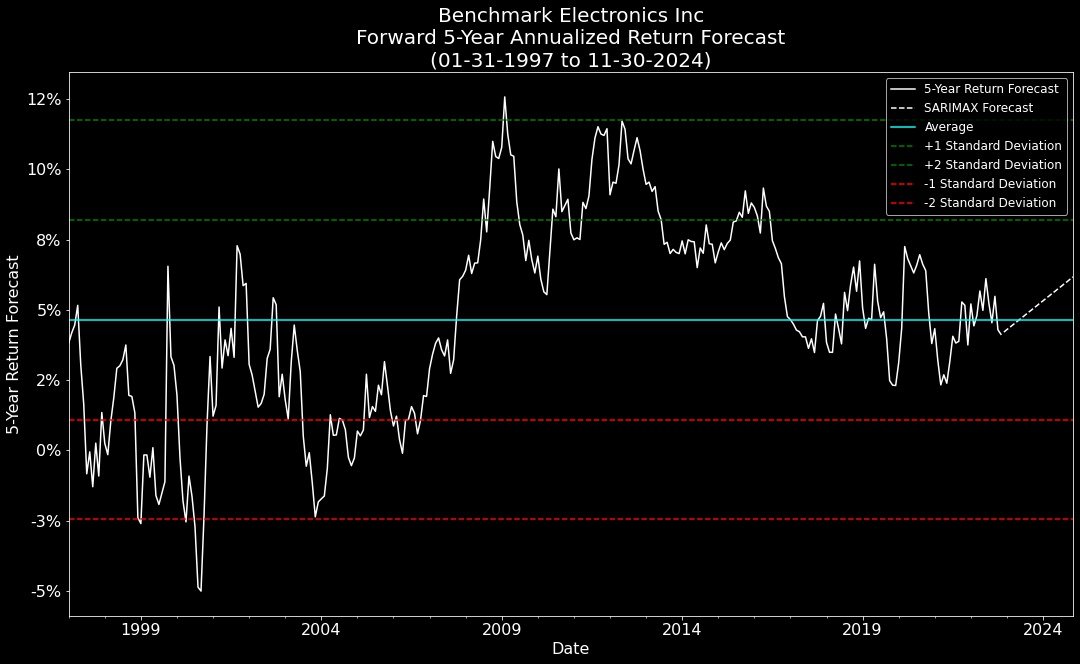 Benchmark Electronics Inc
Forward 5-Year Annualized Return Forecast
(01-31-1997 to 11-30-2024)
5-Year Return Forecast
SARIMAX Forecast
Average
+1 Standard Deviation
+2 Standard Deviation
-1 Standard Deviation
-2 Standard Deviation
12%
10%
8%
5%
2%
0%
-3%
-5%
5-Year Return Forecast
1999
2004
2009
2014
2019
2024
Date